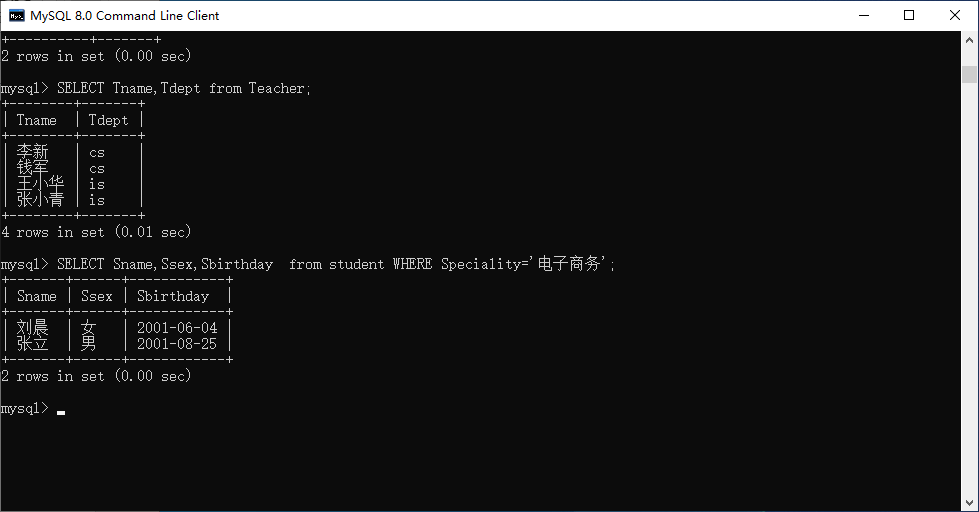 MySQL 8.0 Command Line Client
+----------+-------+
2 rows in set (0.00 sec)
mysql> SELECT Tname,Tdept from Teacher;
+--------+-------+
| Tname  | Tdept |
+--------+-------+
| 李新   | cs    |
| 钱军   | cs    |
| 王小华 | is    |
| 张小青 | is    |
+--------+-------+
4 rows in set (0.01 sec)
mysql> SELECT Sname,Ssex,Sbirthday  from student WHERE Speciality='电子商务';
+-------+------+------------+
| Sname | Ssex | Sbirthday  |
+-------+------+------------+
| 刘晨  | 女   | 2001-06-04 |
| 张立  | 男   | 2001-08-25 |
+-------+------+------------+
2 rows in set (0.00 sec)
mysql>